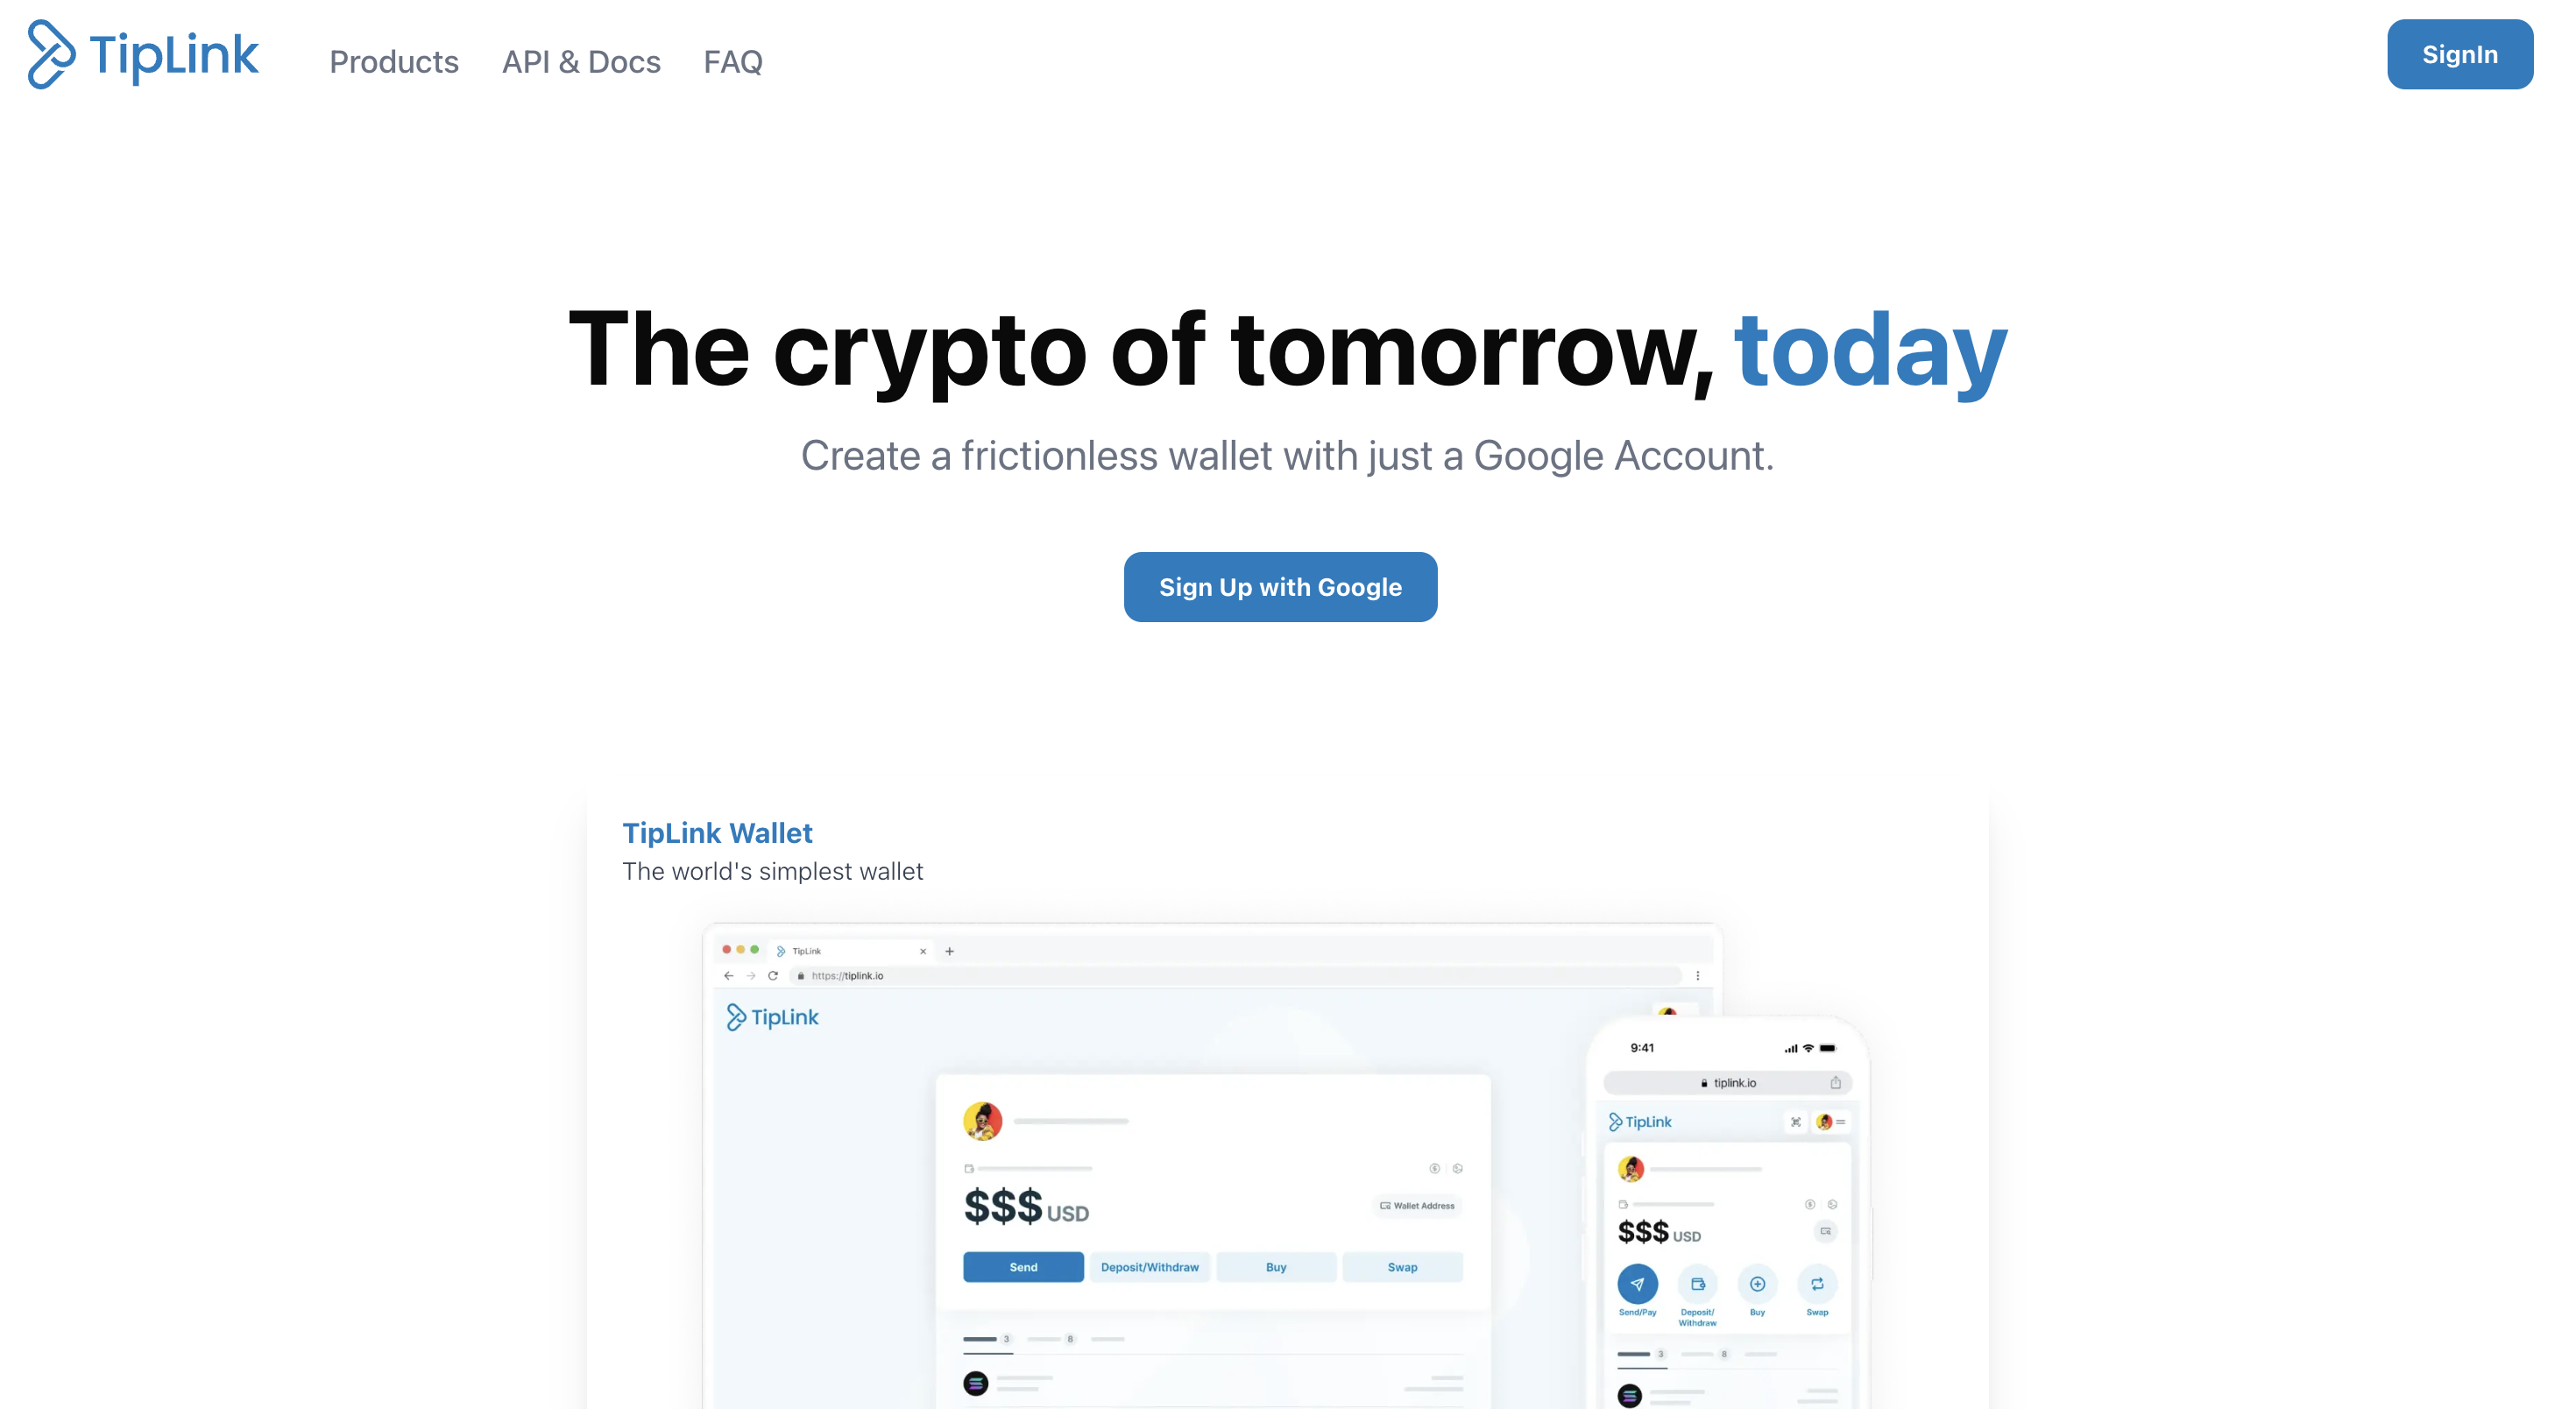 TipLink
Products
API & Docs
FAQ
SignIn
The crypto of tomorrow, today
Create a frictionless wallet with just a Google Account.
Sign Up with Google
TipLink Wallet
The world's simplest wallet
TipLink
https://tiplink.io
TipLink
$$$ USD
Wallet Address
Send
Deposit/Withdraw
Buy
Swap
3
8
9:41
tiplink.io
TipLink
$$$ USD
Send/Pay
Deposit/
Withdraw
Buy
Swap
3
8